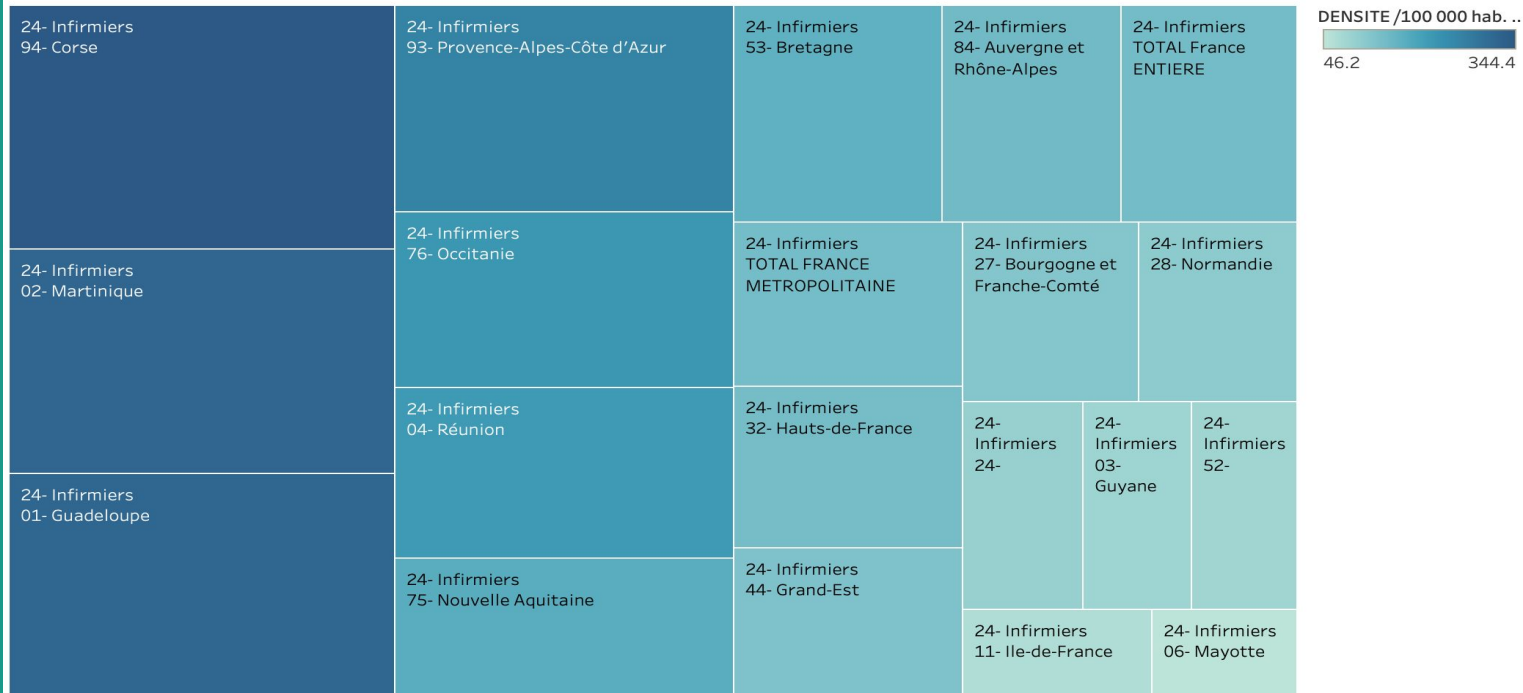 24- Infirmiers
94- Corse
24- Infirmiers
02- Martinique
24- Infirmiers
01- Guadeloupe
24- Infirmiers
93- Provence-Alpes-Côte d'Azur
24- Infirmiers
76- Occitanie
24- Infirmiers
04- Réunion
24- Infirmiers
75- Nouvelle Aquitaine
24- Infirmiers
53- Bretagne
24- Infirmiers
84- Auvergne et
Rhône-Alpes
24- Infirmiers
TOTAL France
ENTIERE
24- Infirmiers
TOTAL FRANCE
METROPOLITAINE
24- Infirmiers
27- Bourgogne et
Franche-Comté
24- Infirmiers
28- Normandie
24- Infirmiers
32- Hauts-de-France
24- Infirmiers
44- Grand-Est
24-
Infirmiers
24-
24-
Infirmiers
03-
Guyane
24-
Infirmiers
52-
24- Infirmiers
11- Ile-de-France
24- Infirmiers
06- Mayotte
DENSITE /100 000 hab. ..
46.2 344.4